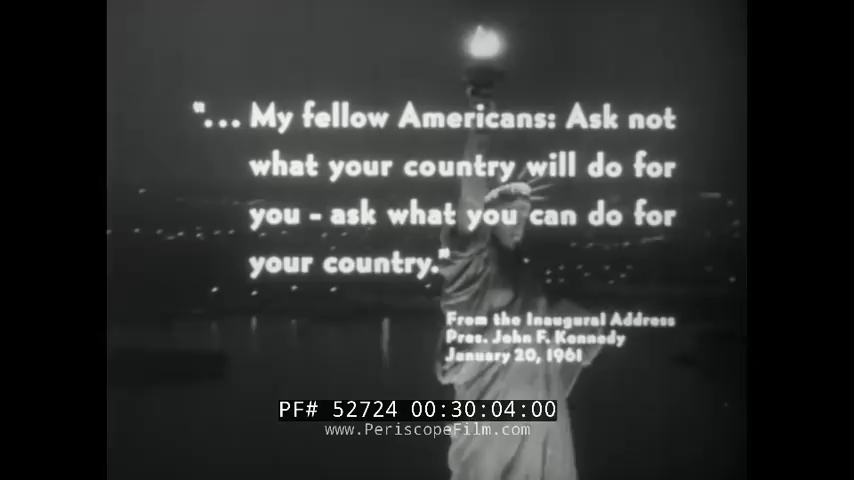 "... My fellow Americans: Ask not
what your country will do for
you - ask what you can do for
your country."
From the Inaugural Address
Pres. John F. Kennedy
January 20, 1961
PF# 52724 00:30:04:00
www.PeriscopeFilm.com